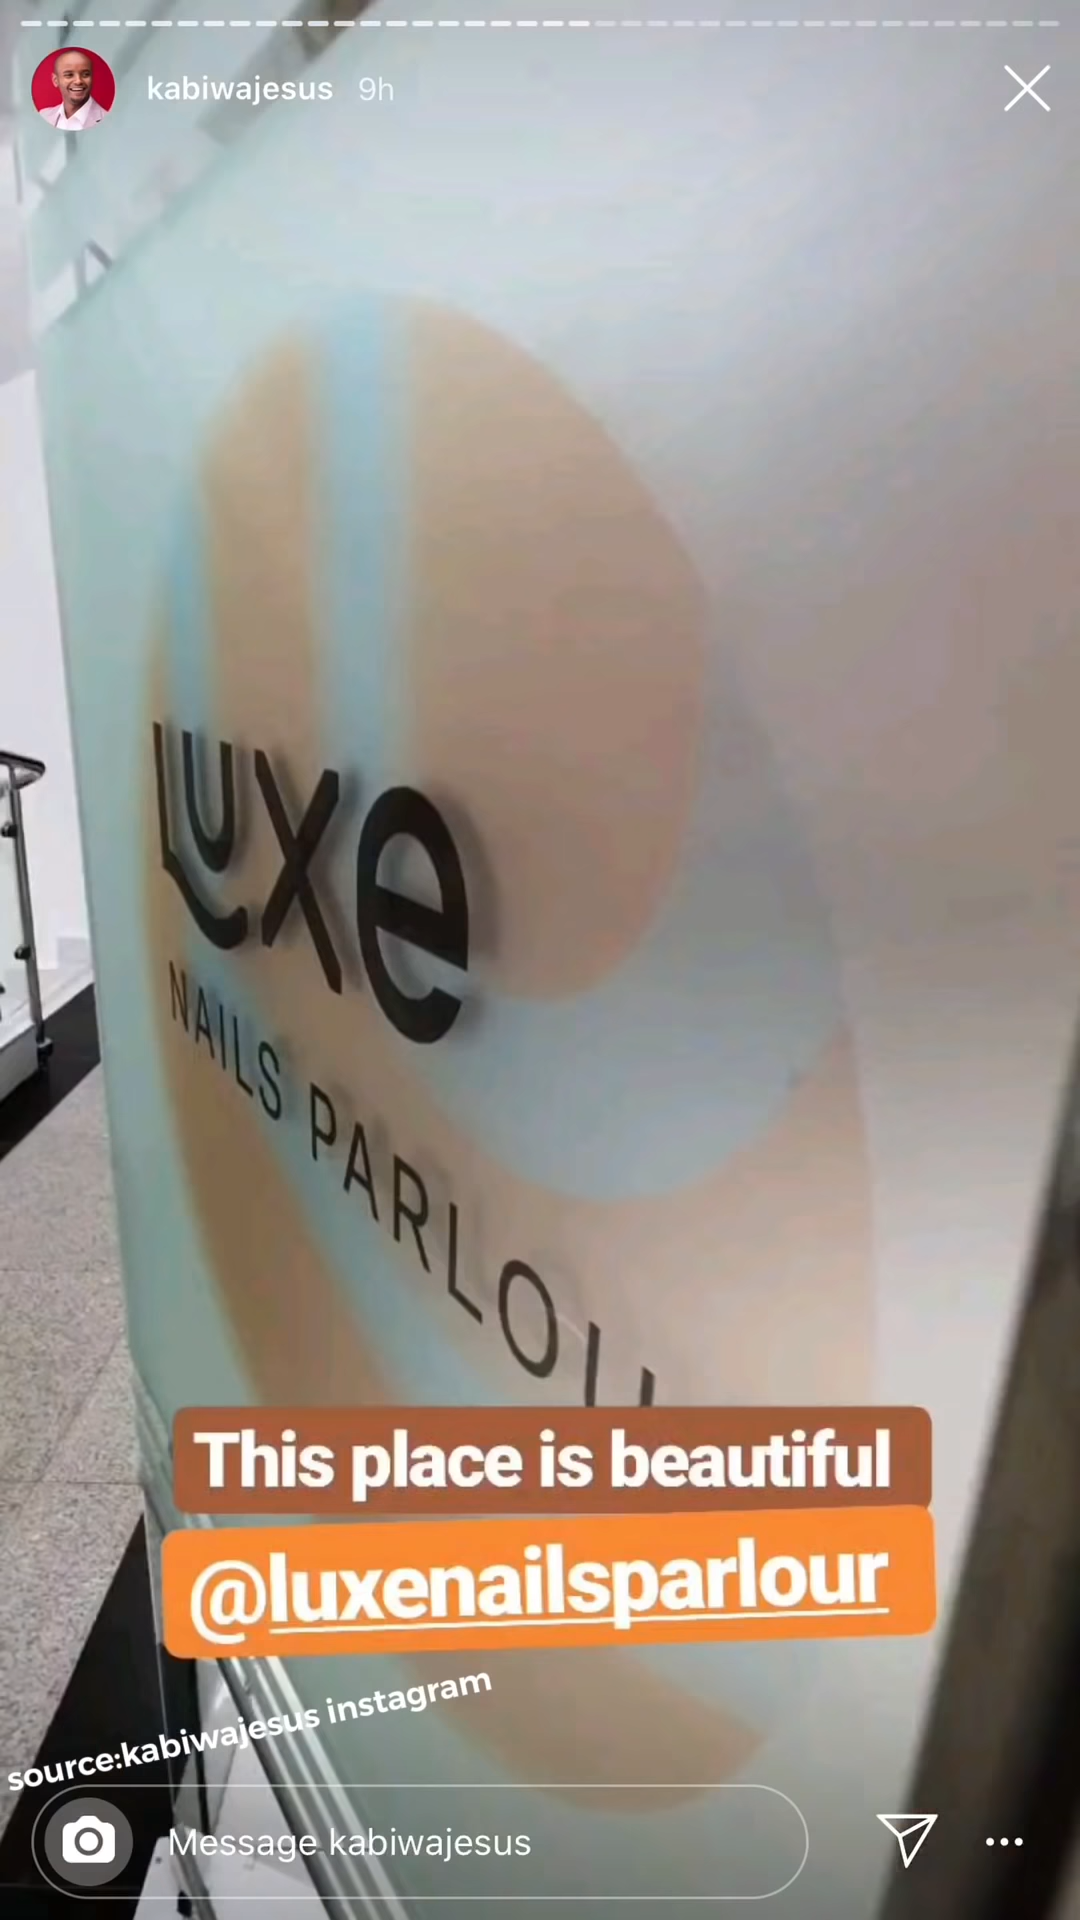 kabiwajesus 9h
Luxe
NAILS PARLOU
This place is beautiful
@luxenailsparlour
source:kabiwajesus instagram
Message kabiwajesus